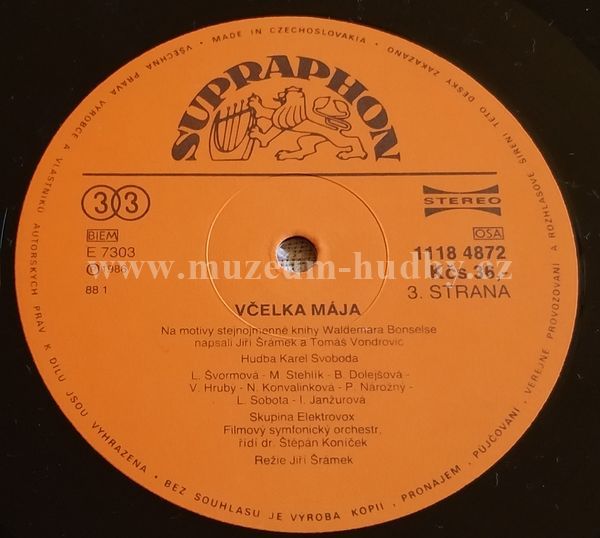 MADE IN CZECHOSLOVAKIA • VŠECHNA PRÁVA VÝROBCE A VLASTNÍKŮ AUTORSKÝCH PRÁV K DÍLU JSOU VYHRAZENA • BEZ SOUHLASU JE VÝROBA KOPIÍ, PRONÁJEM, PŮJČOVÁNÍ, VEŘEJNÉ PROVOZOVÁNÍ A ROZHLASOVÉ ŠÍŘENÍ TÉTO DESKY ZAKÁZÁNO •
SUPRAPHON
33
STEREO
BIEM
OSA
E 7303
1118 4872
Ⓟ 1986
Kčs 36,-
88 1
3. STRANA
www.muzeum-hudby.cz
VČELKA MÁJA
Na motivy stejnojmenné knihy Waldemara Bonselse
napsali Jiří Šrámek a Tomáš Vondrovic
Hudba Karel Svoboda
L. Švormová - M. Stehlík - B. Dolejšová -
V. Hruby - N. Konvalinková - P. Nárožný -
L. Sobota - I. Janžurová
Skupina Elektrovox
Filmový symfonický orchestr,
řídí dr. Štěpán Koníček
Režie Jiří Šrámek